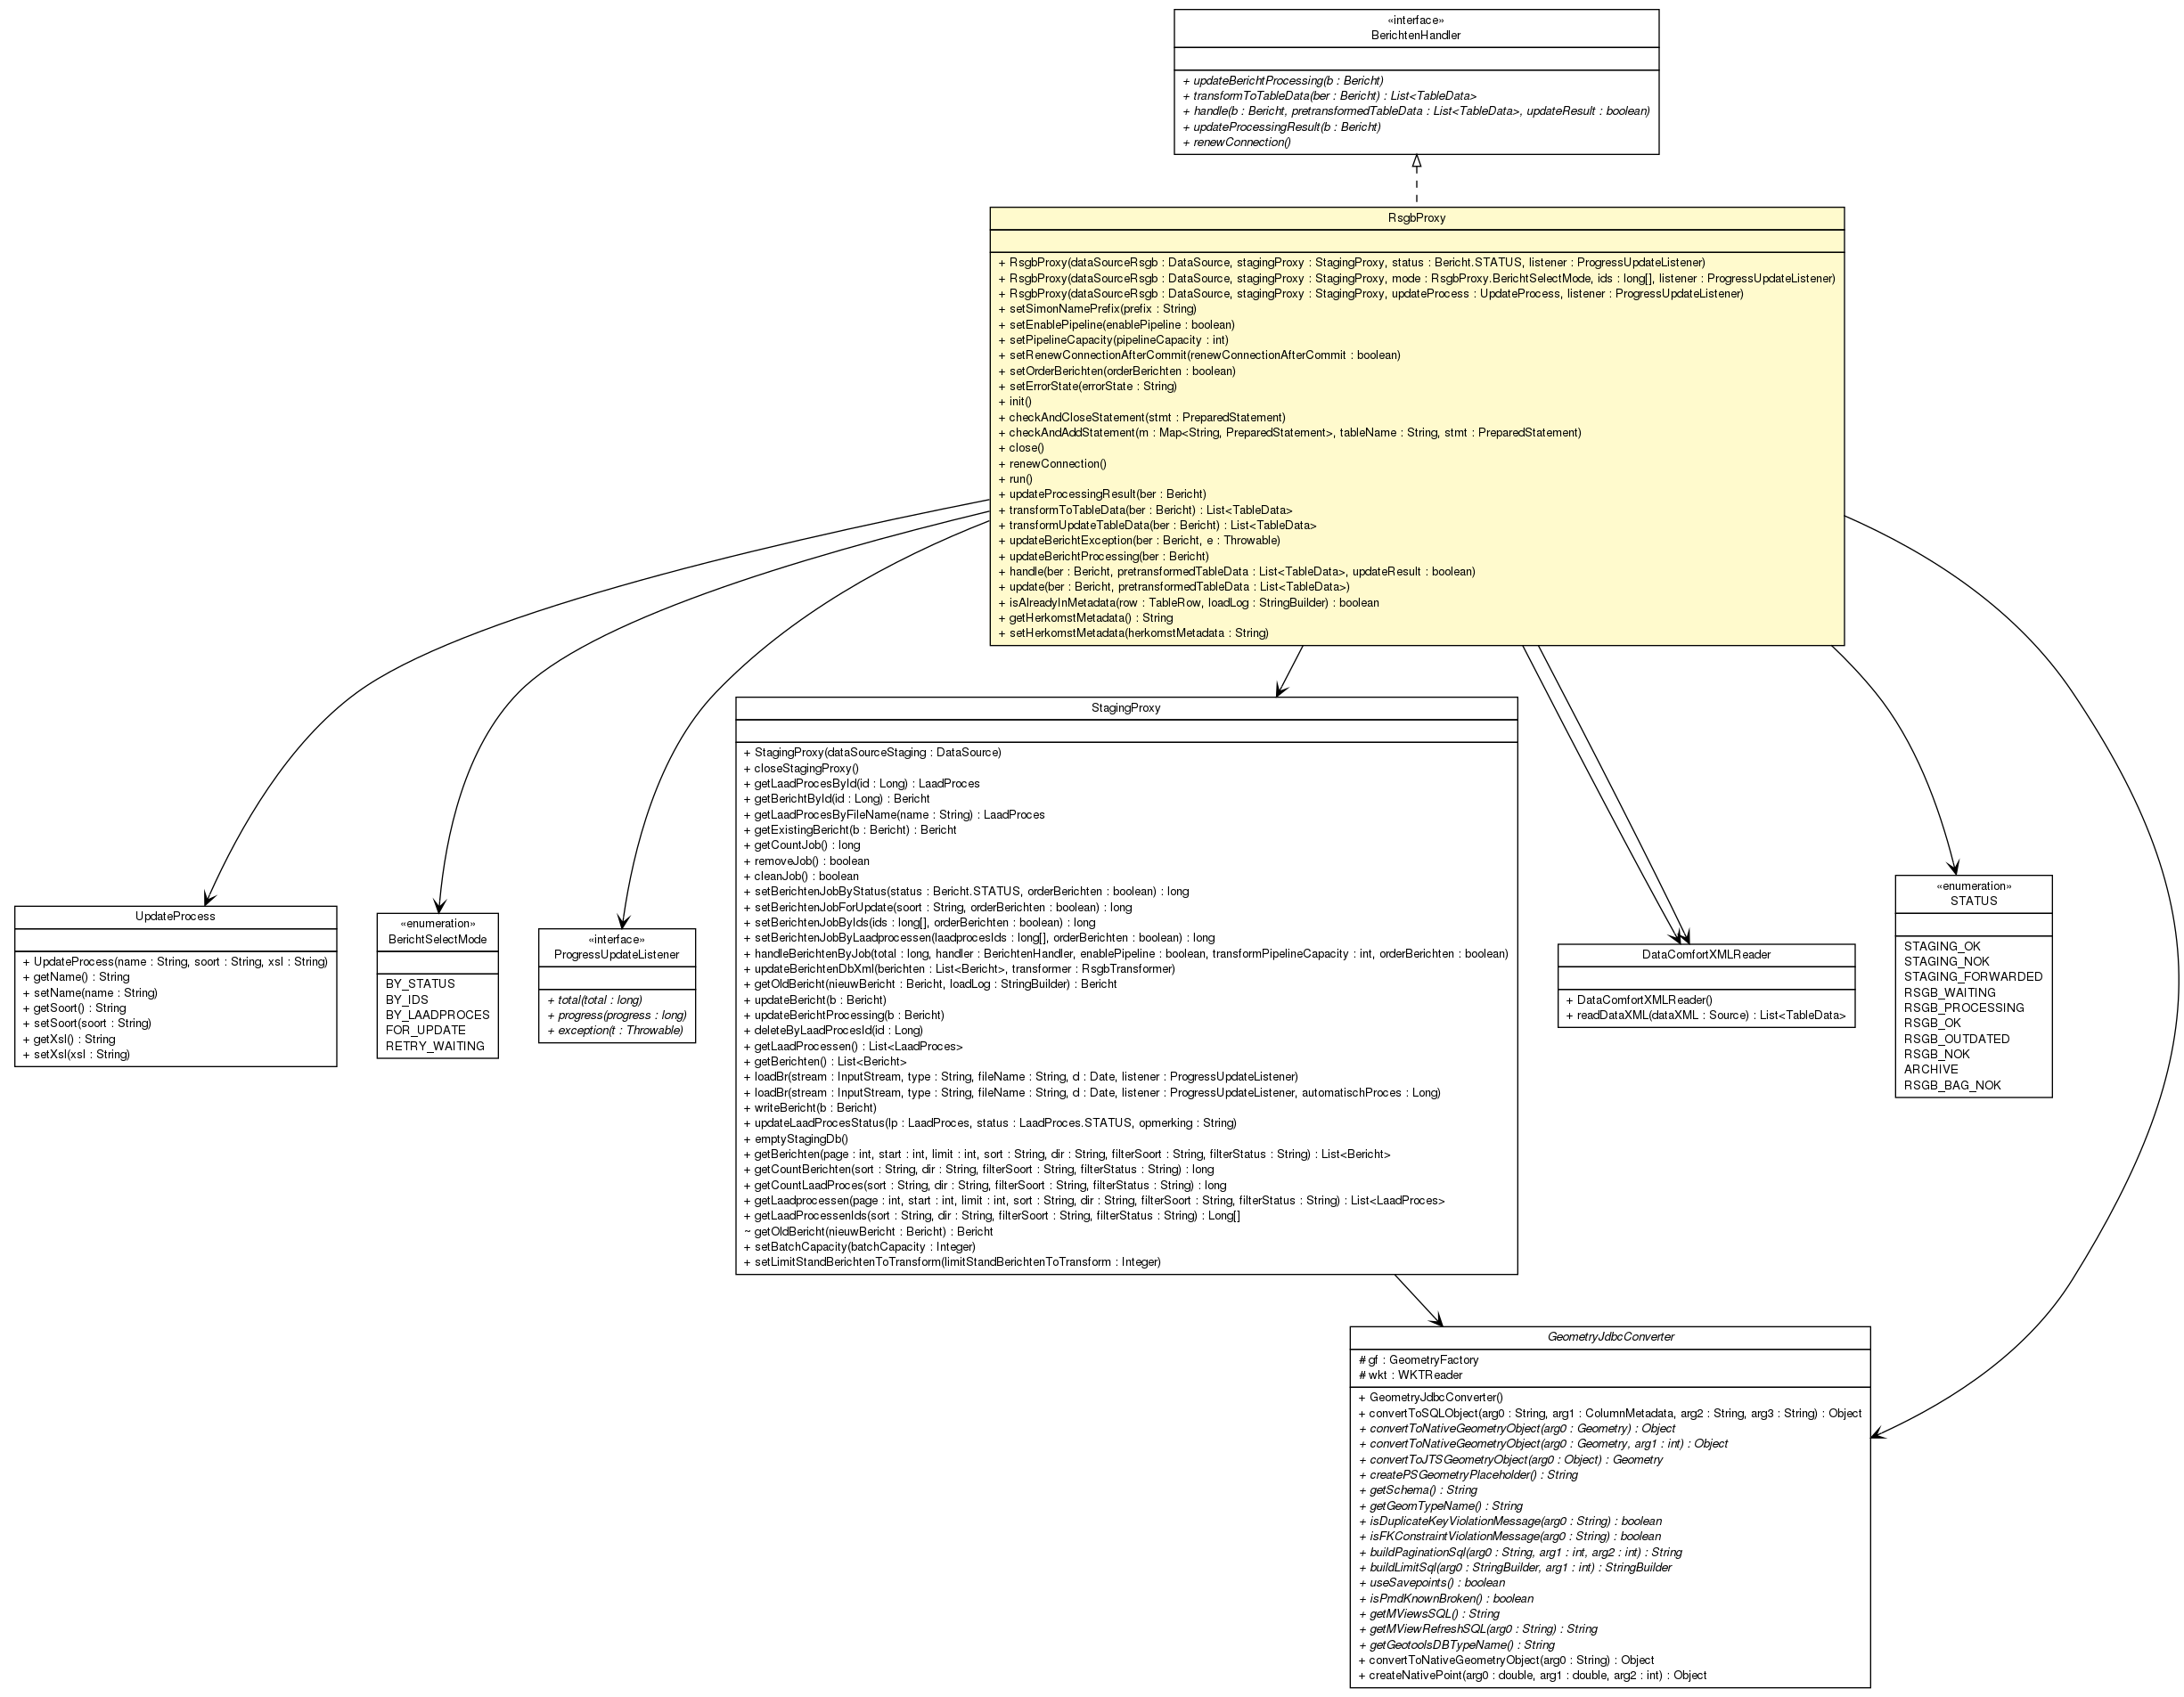 «interface»
BerichtenHandler
+ updateBerichtProcessing(b : Bericht)
+ transformToTableData(ber : Bericht) : List<TableData>
+ handle(b : Bericht, pretransformedTableData : List<TableData>, updateResult : boolean)
+ updateProcessingResult(b : Bericht)
+ renewConnection()
RsgbProxy
+ RsgbProxy(dataSourceRsgb : DataSource, stagingProxy : StagingProxy, status : Bericht.STATUS, listener : ProgressUpdateListener)
+ RsgbProxy(dataSourceRsgb : DataSource, stagingProxy : StagingProxy, mode : RsgbProxy.BerichtSelectMode, ids : long[], listener : ProgressUpdateListener)
+ RsgbProxy(dataSourceRsgb : DataSource, stagingProxy : StagingProxy, updateProcess : UpdateProcess, listener : ProgressUpdateListener)
+ setSimonNamePrefix(prefix : String)
+ setEnablePipeline(enablePipeline : boolean)
+ setPipelineCapacity(pipelineCapacity : int)
+ setRenewConnectionAfterCommit(renewConnectionAfterCommit : boolean)
+ setOrderBerichten(orderBerichten : boolean)
+ setErrorState(errorState : String)
+ init()
+ checkAndCloseStatement(stmt : PreparedStatement)
+ checkAndAddStatement(m : Map<String, PreparedStatement>, tableName : String, stmt : PreparedStatement)
+ close()
+ renewConnection()
+ run()
+ updateProcessingResult(ber : Bericht)
+ transformToTableData(ber : Bericht) : List<TableData>
+ transformUpdateTableData(ber : Bericht) : List<TableData>
+ updateBerichtException(ber : Bericht, e : Throwable)
+ updateBerichtProcessing(ber : Bericht)
+ handle(ber : Bericht, pretransformedTableData : List<TableData>, updateResult : boolean)
+ update(ber : Bericht, pretransformedTableData : List<TableData>)
+ isAlreadyInMetadata(row : TableRow, loadLog : StringBuilder) : boolean
+ getHerkomstMetadata() : String
+ setHerkomstMetadata(herkomstMetadata : String)
StagingProxy
+ StagingProxy(dataSourceStaging : DataSource)
+ closeStagingProxy()
+ getLaadProcesById(id : Long) : LaadProces
+ getBerichtById(id : Long) : Bericht
+ getLaadProcesByFileName(name : String) : LaadProces
+ getExistingBericht(b : Bericht) : Bericht
+ getCountJob() : long
+ removeJob() : boolean
+ cleanJob() : boolean
+ setBerichtenJobByStatus(status : Bericht.STATUS, orderBerichten : boolean) : long
+ setBerichtenJobForUpdate(soort : String, orderBerichten : boolean) : long
+ setBerichtenJobByIds(ids : long[], orderBerichten : boolean) : long
+ setBerichtenJobByLaadprocessen(laadprocesIds : long[], orderBerichten : boolean) : long
+ handleBerichtenByJob(total : long, handler : BerichtenHandler, enablePipeline : boolean, transformPipelineCapacity : int, orderBerichten : boolean)
+ updateBerichtenDbXml(berichten : List<Bericht>, transformer : RsgbTransformer)
+ getOldBericht(nieuwBericht : Bericht, loadLog : StringBuilder) : Bericht
+ updateBericht(b : Bericht)
+ updateBerichtProcessing(b : Bericht)
+ deleteByLaadProcesId(id : Long)
+ getLaadProcessen() : List<LaadProces>
+ getBerichten() : List<Bericht>
+ loadBr(stream : InputStream, type : String, fileName : String, d : Date, listener : ProgressUpdateListener)
+ loadBr(stream : InputStream, type : String, fileName : String, d : Date, listener : ProgressUpdateListener, automatischProces : Long)
+ writeBericht(b : Bericht)
+ updateLaadProcesStatus(lp : LaadProces, status : LaadProces.STATUS, opmerking : String)
+ emptyStagingDb()
+ getBerichten(page : int, start : int, limit : int, sort : String, dir : String, filterSoort : String, filterStatus : String) : List<Bericht>
+ getCountBerichten(sort : String, dir : String, filterSoort : String, filterStatus : String) : long
+ getCountLaadProces(sort : String, dir : String, filterSoort : String, filterStatus : String) : long
+ getLaadprocessen(page : int, start : int, limit : int, sort : String, dir : String, filterSoort : String, filterStatus : String) : List<LaadProces>
+ getLaadProcessenIds(sort : String, dir : String, filterSoort : String, filterStatus : String) : Long[]
~ getOldBericht(nieuwBericht : Bericht) : Bericht
+ setBatchCapacity(batchCapacity : Integer)
+ setLimitStandBerichtenToTransform(limitStandBerichtenToTransform : Integer)
UpdateProcess
+ UpdateProcess(name : String, soort : String, xsl : String)
+ getName() : String
+ setName(name : String)
+ getSoort() : String
+ setSoort(soort : String)
+ getXsl() : String
+ setXsl(xsl : String)
«enumeration»
BerichtSelectMode
BY_STATUS
BY_IDS
BY_LAADPROCES
FOR_UPDATE
RETRY_WAITING
«interface»
ProgressUpdateListener
+ total(total : long)
+ progress(progress : long)
+ exception(t : Throwable)
DataComfortXMLReader
+ DataComfortXMLReader()
+ readDataXML(dataXML : Source) : List<TableData>
«enumeration»
STATUS
STAGING_OK
STAGING_NOK
STAGING_FORWARDED
RSGB_WAITING
RSGB_PROCESSING
RSGB_OK
RSGB_OUTDATED
RSGB_NOK
ARCHIVE
RSGB_BAG_NOK
GeometryJdbcConverter
# gf : GeometryFactory
# wkt : WKTReader
+ GeometryJdbcConverter()
+ convertToSQLObject(arg0 : String, arg1 : ColumnMetadata, arg2 : String, arg3 : String) : Object
+ convertToNativeGeometryObject(arg0 : Geometry) : Object
+ convertToNativeGeometryObject(arg0 : Geometry, arg1 : int) : Object
+ convertToJTSGeometryObject(arg0 : Object) : Geometry
+ createPSGeometryPlaceholder() : String
+ getSchema() : String
+ getGeomTypeName() : String
+ isDuplicateKeyViolationMessage(arg0 : String) : boolean
+ isFKConstraintViolationMessage(arg0 : String) : boolean
+ buildPaginationSql(arg0 : String, arg1 : int, arg2 : int) : String
+ buildLimitSql(arg0 : StringBuilder, arg1 : int) : StringBuilder
+ useSavepoints() : boolean
+ isPmdKnownBroken() : boolean
+ getMViewsSQL() : String
+ getMViewRefreshSQL(arg0 : String) : String
+ getGeotoolsDBTypeName() : String
+ convertToNativeGeometryObject(arg0 : String) : Object
+ createNativePoint(arg0 : double, arg1 : double, arg2 : int) : Object